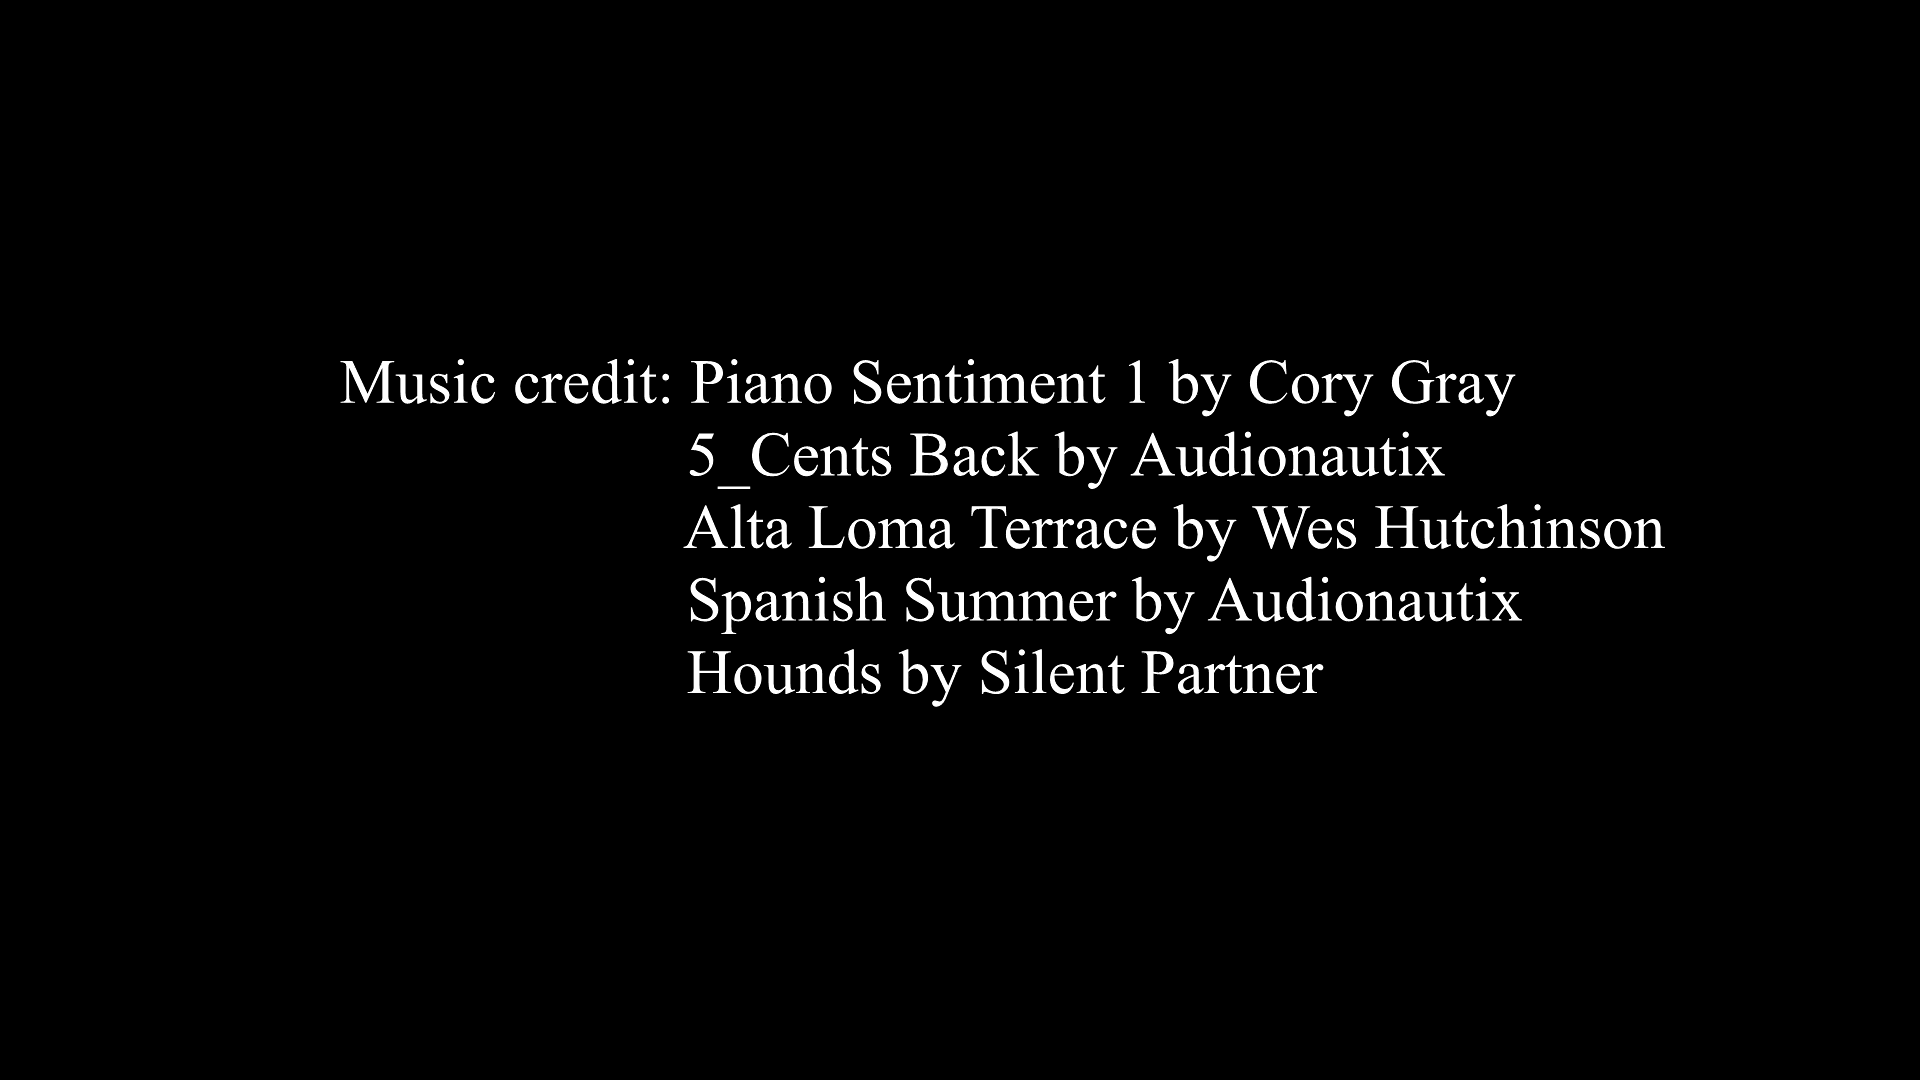 Music credit: Piano Sentiment 1 by Cory Gray
5_Cents Back by Audionautix
Alta Loma Terrace by Wes Hutchinson
Spanish Summer by Audionautix
Hounds by Silent Partner